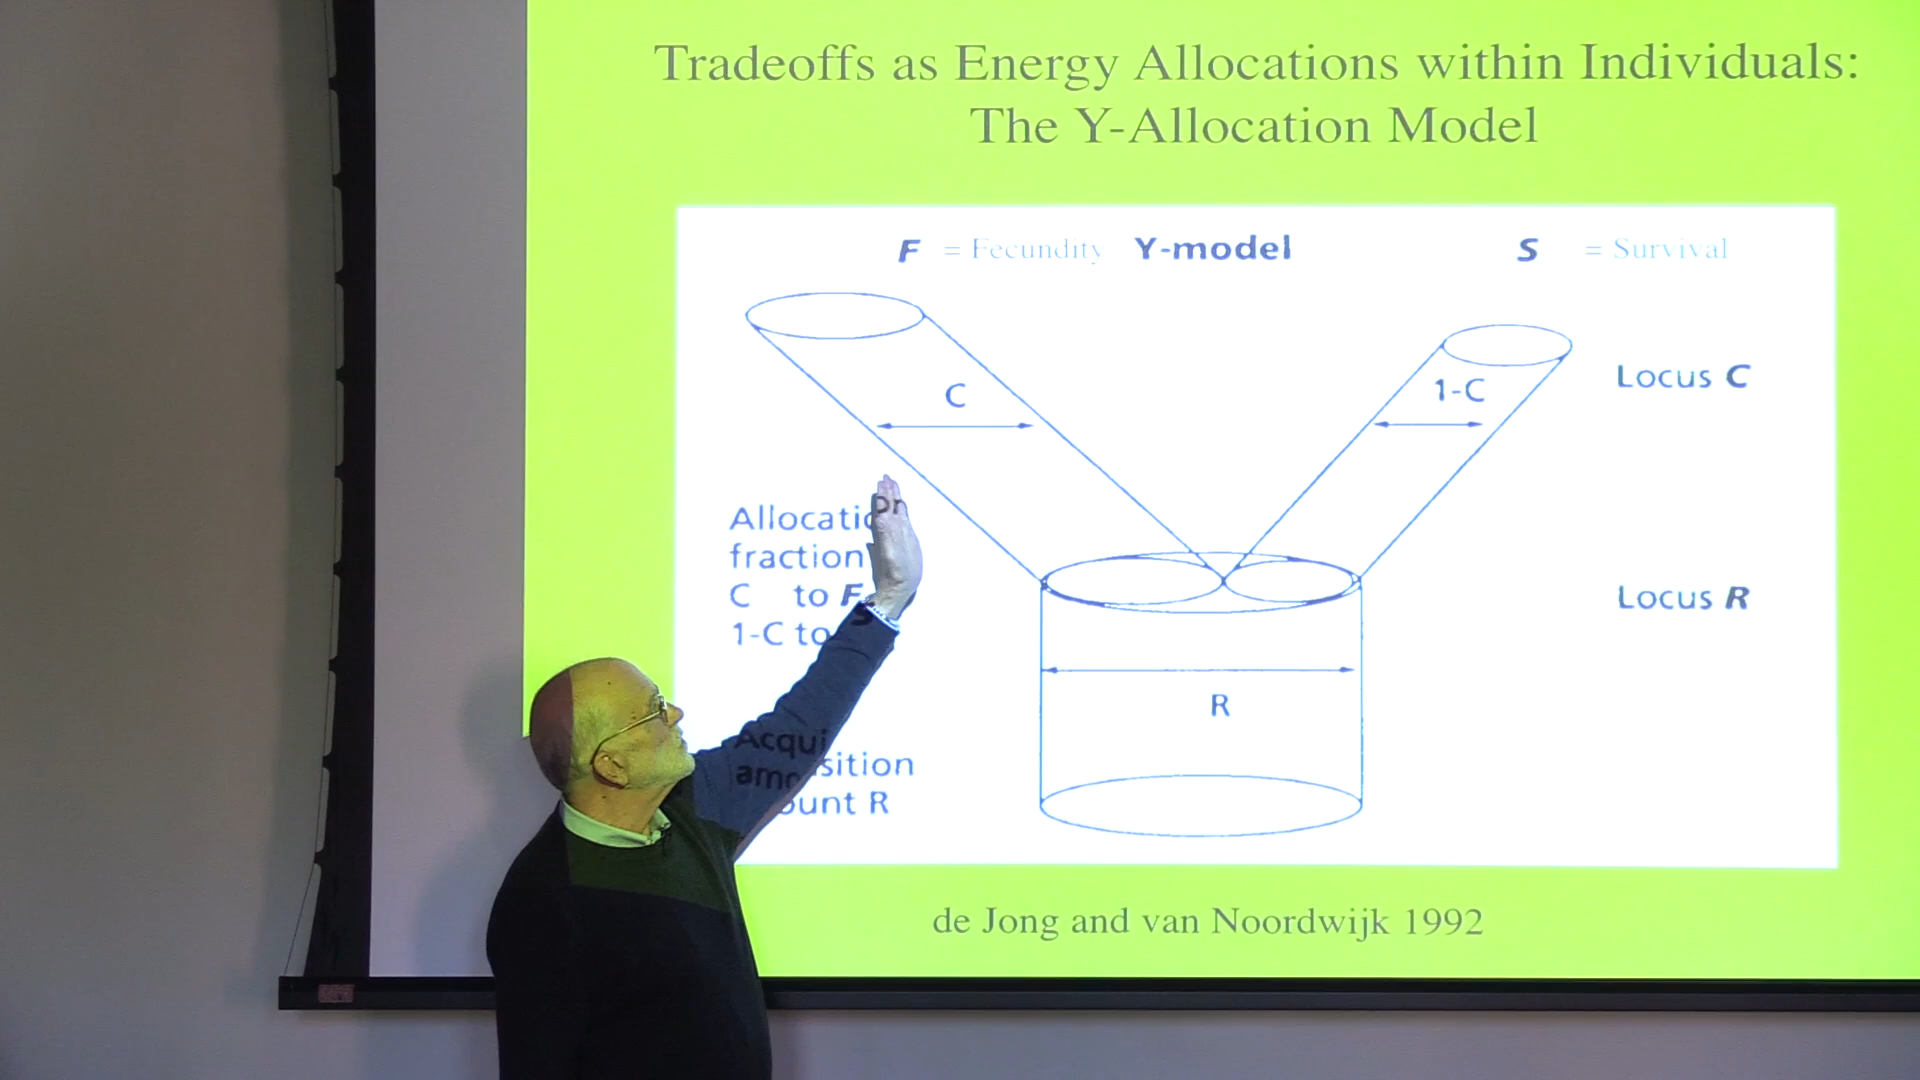 Tradeoffs as Energy Allocations within Individuals:
The Y-Allocation Model
F = Fecundity Y-model S = Survival
C
1-C
Locus C
Allocation
fraction
C to F
1-C to S
Locus R
R
Acquisition
amount R
de Jong and van Noordwijk 1992